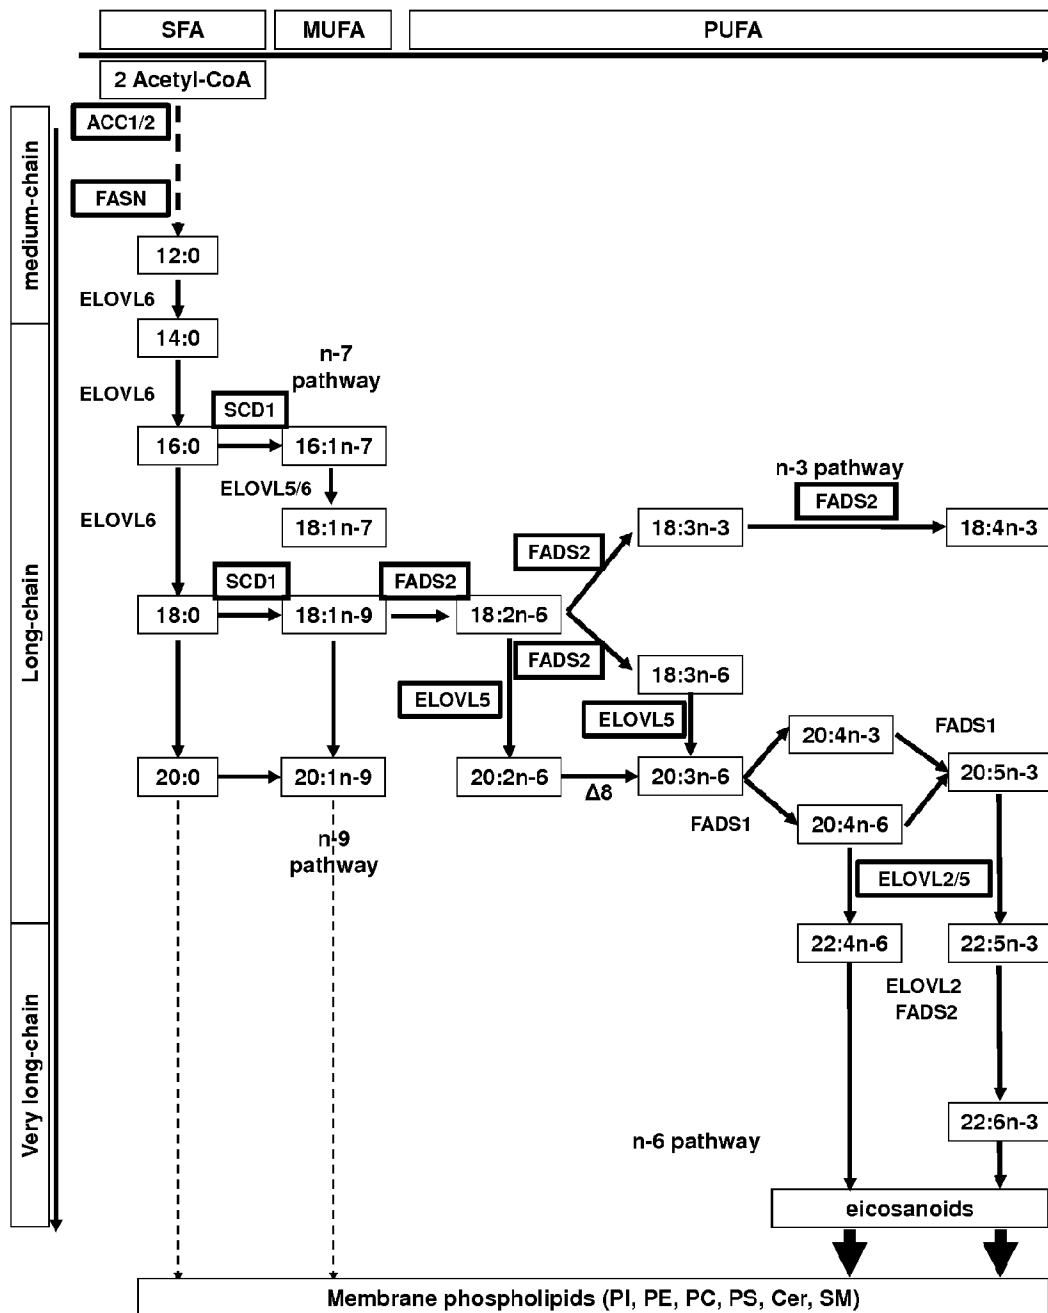 SFA
MUFA
PUFA
2 Acetyl-CoA
ACC1/2
medium-chain
FASN
12:0
ELOVL6
14:0
n-7
pathway
ELOVL6
SCD1
16:0
16:1n-7
n-3 pathway
ELOVL5/6
FADS2
ELOVL6
18:1n-7
18:3n-3
18:4n-3
FADS2
SCD1
FADS2
Long-chain
18:0
18:1n-9
18:2n-6
FADS2
18:3n-6
ELOVL5
ELOVL5
20:4n-3
FADS1
20:0
20:1n-9
20:2n-6
Δ8
20:3n-6
20:5n-3
FADS1
20:4n-6
n-9
pathway
ELOVL2/5
22:4n-6
22:5n-3
ELOVL2
FADS2
Very long-chain
22:6n-3
n-6 pathway
eicosanoids
Membrane phospholipids (PI, PE, PC, PS, Cer, SM)